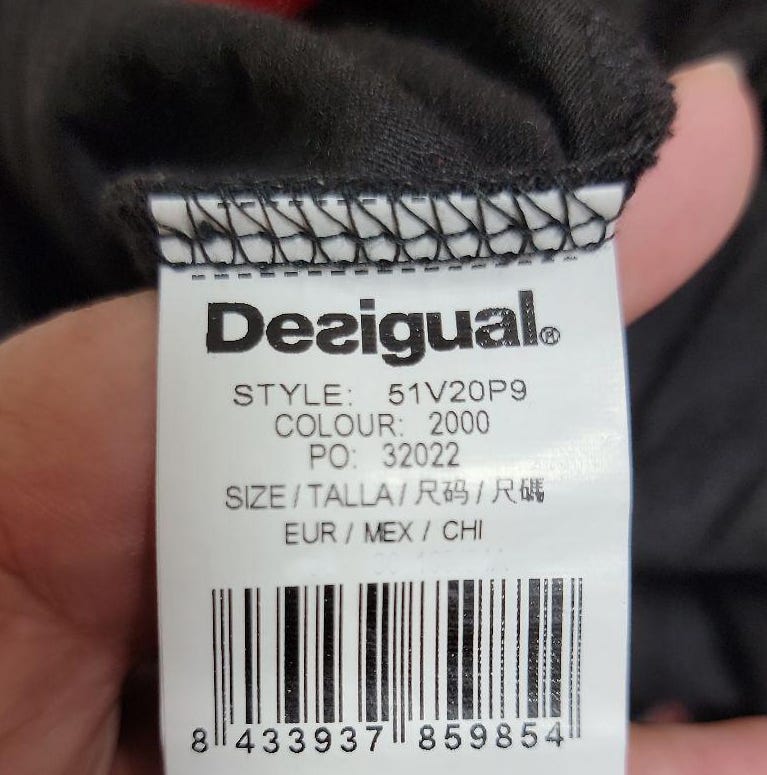 Desigual®
STYLE: 51V20P9
COLOUR: 2000
PO: 32022
SIZE / TALLA / 尺码 / 尺碼
EUR / MEX / CHI
8 433937 859854